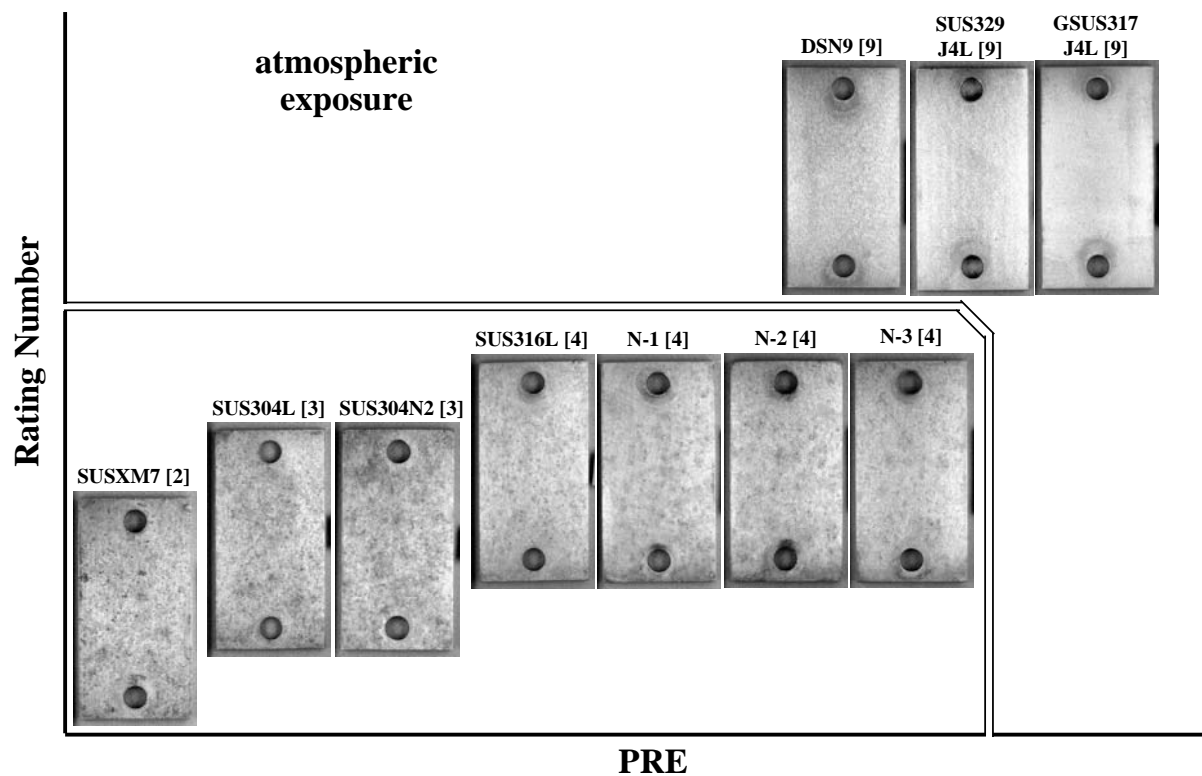 atmospheric
exposure
DSN9 [9]
SUS329
J4L [9]
GSUS317
J4L [9]
Rating Number
SUSXM7 [2]
SUS304L [3]
SUS304N2 [3]
SUS316L [4]
N-1 [4]
N-2 [4]
N-3 [4]
PRE